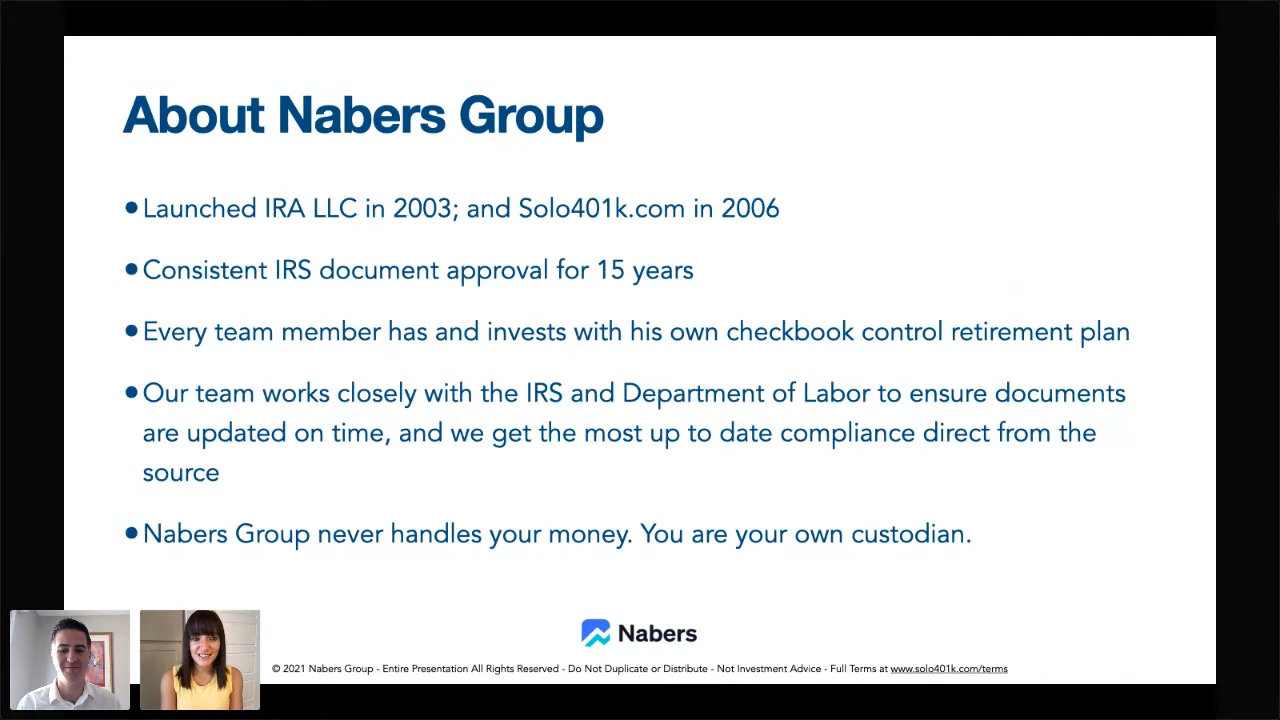 About Nabers Group
•Launched IRA LLC in 2003; and Solo401k.com in 2006
•Consistent IRS document approval for 15 years
•Every team member has and invests with his own checkbook control retirement plan
•Our team works closely with the IRS and Department of Labor to ensure documents
are updated on time, and we get the most up to date compliance direct from the
source
•Nabers Group never handles your money. You are your own custodian.
Nabers
© 2021 Nabers Group - Entire Presentation All Rights Reserved - Do Not Duplicate or Distribute - Not Investment Advice - Full Terms at www.solo401k.com/terms